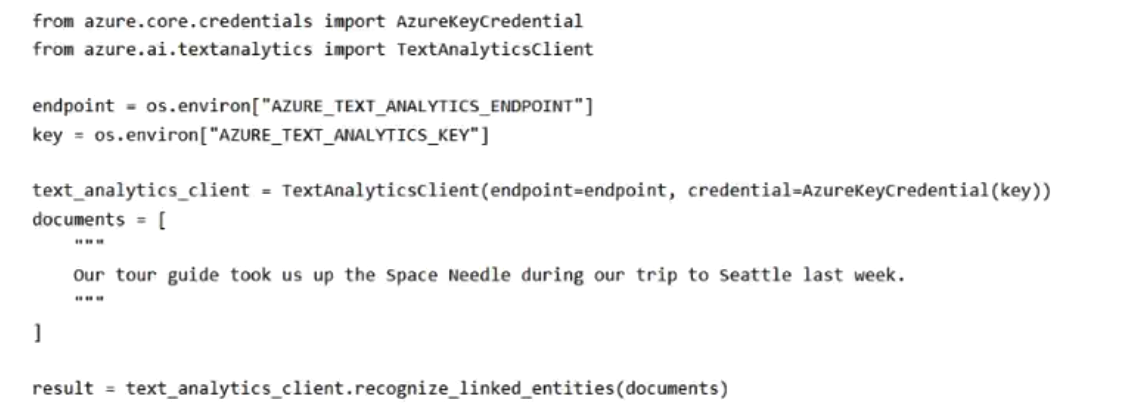 from azure.core.credentials import AzureKeyCredential
from azure.ai.textanalytics import TextAnalyticsClient
endpoint = os.environ["AZURE_TEXT_ANALYTICS_ENDPOINT"]
key = os.environ["AZURE_TEXT_ANALYTICS_KEY"]
text_analytics_client = TextAnalyticsClient(endpoint=endpoint, credential=AzureKeyCredential(key))
documents = [
    """
    Our tour guide took us up the Space Needle during our trip to Seattle last week.
    """
]
result = text_analytics_client.recognize_linked_entities(documents)